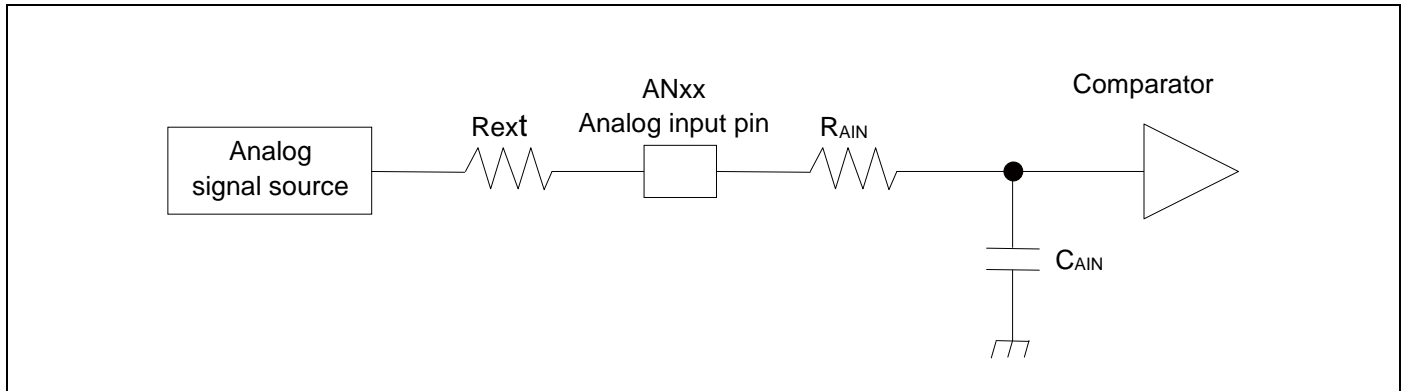 Analog
signal source
Rext
ANxx
Analog input pin
RAIN
Comparator
CAIN